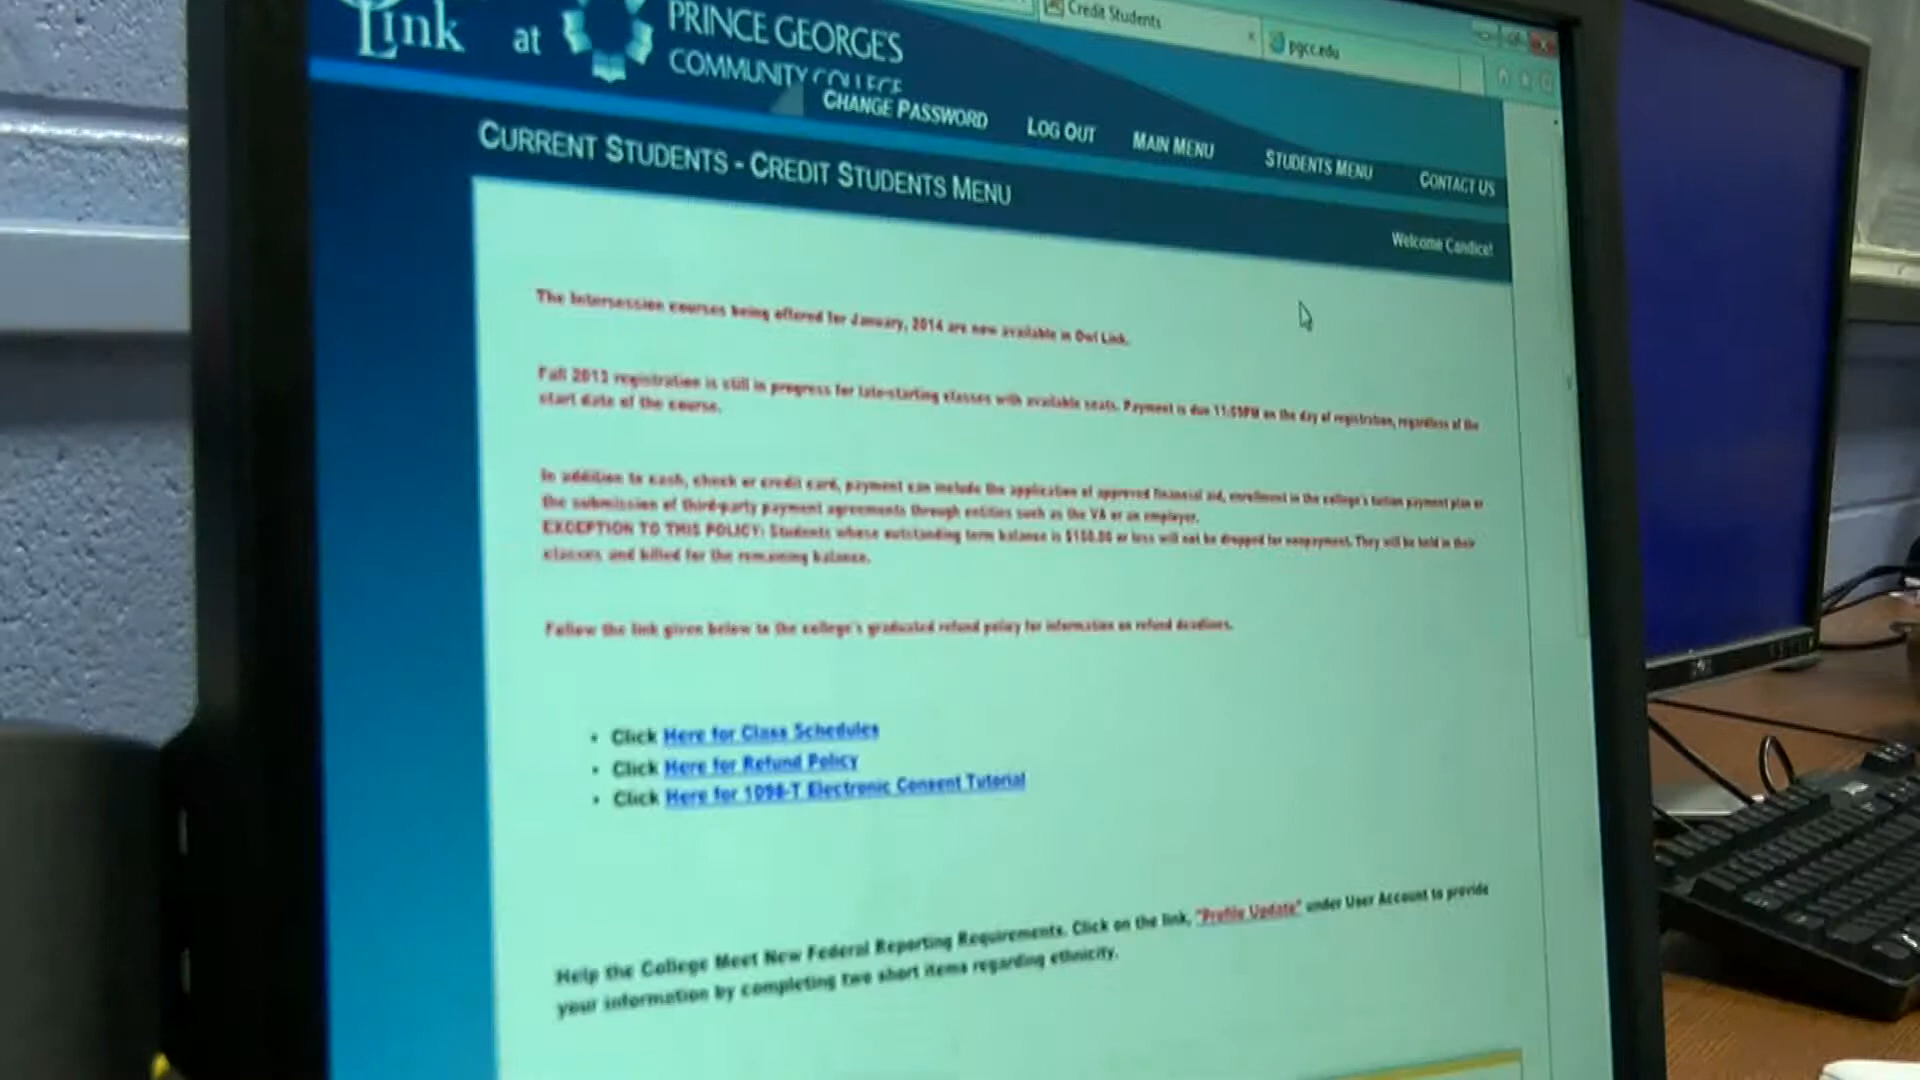 Credit Students
pgcc.edu
Link at PRINCE GEORGE'S
COMMUNITY COLLEGE
CHANGE PASSWORD LOG OUT MAIN MENU STUDENTS MENU CONTACT US
CURRENT STUDENTS - CREDIT STUDENTS MENU
Welcome Candice!
The Intersession courses being offered for January, 2014 are now available in Owl Link.
Fall 2013 registration is still in progress for late-starting classes with available seats. Payment is due 11:59PM on the day of registration, regardless of the
start date of the course.
In addition to cash, check or credit card, payment can include the application of approved financial aid, enrollment in the college's tuition payment plan or
the submission of third-party payment agreements through entities such as the VA or an employer.
EXCEPTION TO THIS POLICY: Students whose outstanding term balance is $150.00 or less will not be dropped for nonpayment. They will be held in their
classes and billed for the remaining balance.
Follow the link given below to the college's graduated refund policy for information on refund deadlines.
• Click Here for Class Schedules
• Click Here for Refund Policy
• Click Here for 1098-T Electronic Consent Tutorial
Help the College Meet New Federal Reporting Requirements. Click on the link, "Profile Update" under User Account to provide
your information by completing two short items regarding ethnicity.